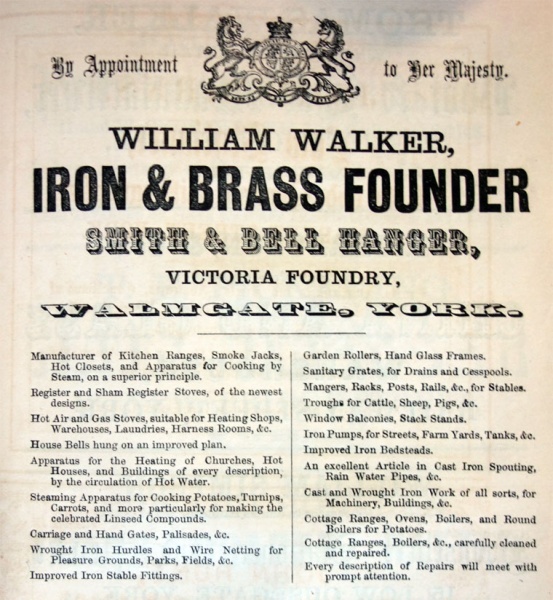 By Appointment to Her Majesty.
WILLIAM WALKER,
IRON & BRASS FOUNDER
SMITH & BELL HANGER,
VICTORIA FOUNDRY,
WALMGATE, YORK.
Manufacturer of Kitchen Ranges, Smoke Jacks,
Hot Closets, and Apparatus for Cooking by
Steam, on a superior principle.
Register and Sham Register Stoves, of the newest
designs.
Hot Air and Gas Stoves, suitable for Heating Shops,
Warehouses, Laundries, Harness Rooms, &c.
House Bells hung on an improved plan.
Apparatus for the Heating of Churches, Hot
Houses, and Buildings of every description,
by the circulation of Hot Water.
Steaming Apparatus for Cooking Potatoes, Turnips,
Carrots, and more particularly for making the
celebrated Linseed Compounds.
Carriage and Hand Gates, Palisades, &c.
Wrought Iron Hurdles and Wire Netting for
Pleasure Grounds, Parks, Fields, &c.
Improved Iron Stable Fittings.
Garden Rollers, Hand Glass Frames.
Sanitary Grates, for Drains and Cesspools.
Mangers, Racks, Posts, Rails, &c., for Stables.
Troughs for Cattle, Sheep, Pigs, &c.
Window Balconies, Stack Stands.
Iron Pumps, for Streets, Farm Yards, Tanks, &c.
Improved Iron Bedsteads.
An excellent Article in Cast Iron Spouting,
Rain Water Pipes, &c.
Cast and Wrought Iron Work of all sorts, for
Machinery, Buildings, &c.
Cottage Ranges, Ovens, Boilers, and Round
Boilers for Potatoes.
Cottage Ranges, Boilers, &c., carefully cleaned
and repaired.
Every description of Repairs will meet with
prompt attention.